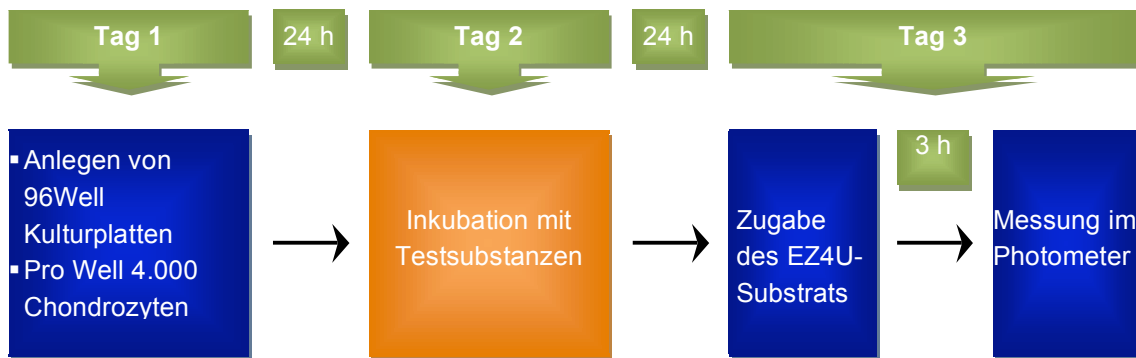 Tag 1
24 h
Tag 2
24 h
Tag 3
▪ Anlegen von
96Well
Kulturplatten
▪ Pro Well 4.000
Chondrozyten
Inkubation mit
Testsubstanzen
Zugabe
des EZ4U-
Substrats
3 h
Messung im
Photometer